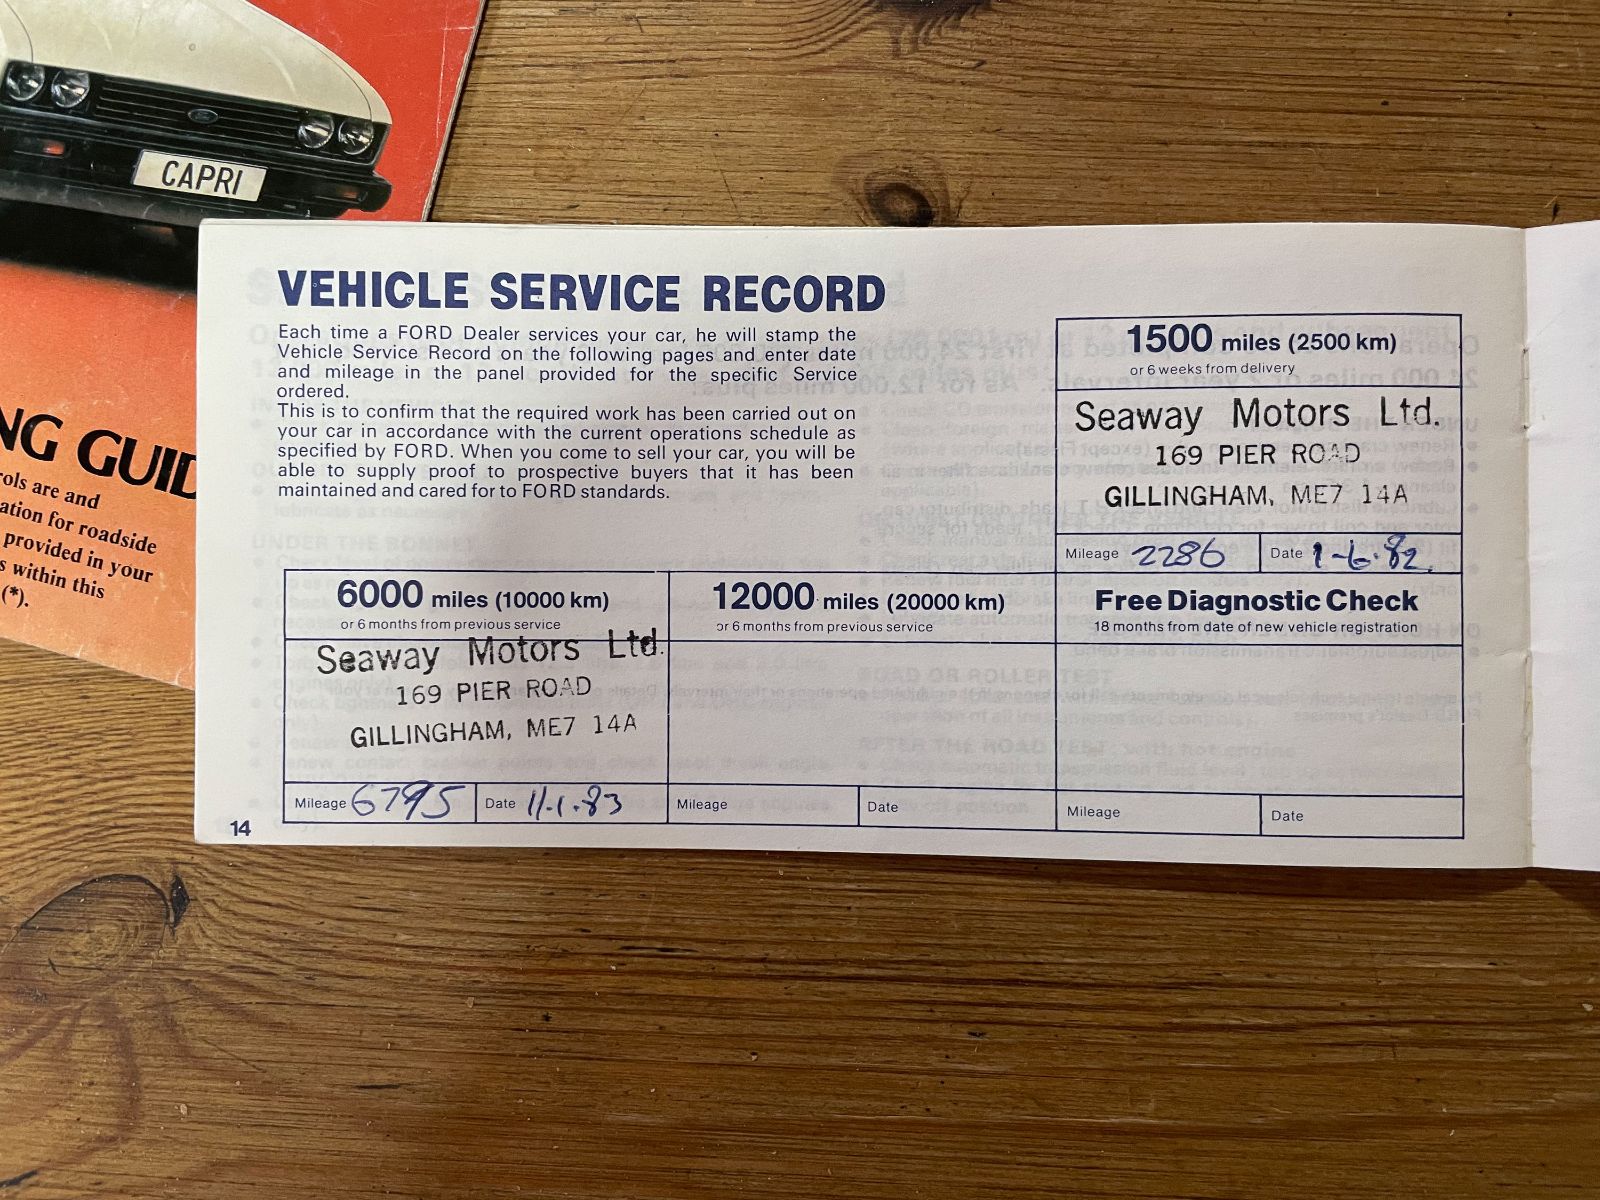 CAPRI
NG GUID
rols are and
ation for roadside
provided in your
s within this
(*).
VEHICLE SERVICE RECORD
Each time a FORD Dealer services your car, he will stamp the
Vehicle Service Record on the following pages and enter date
and mileage in the panel provided for the specific Service
ordered.
This is to confirm that the required work has been carried out on
your car in accordance with the current operations schedule as
specified by FORD. When you come to sell your car, you will be
able to supply proof to prospective buyers that it has been
maintained and cared for to FORD standards.
1500 miles (2500 km)
or 6 weeks from delivery
Seaway Motors Ltd.
169 PIER ROAD
GILLINGHAM, ME7 14A
Mileage 2286 Date 1-6.82.
6000 miles (10000 km)
or 6 months from previous service
Seaway Motors Ltd.
169 PIER ROAD
GILLINGHAM, ME7 14A
Mileage 6795 Date 11.1.83
12000 miles (20000 km)
or 6 months from previous service
Mileage Date
Free Diagnostic Check
18 months from date of new vehicle registration
Mileage Date
14